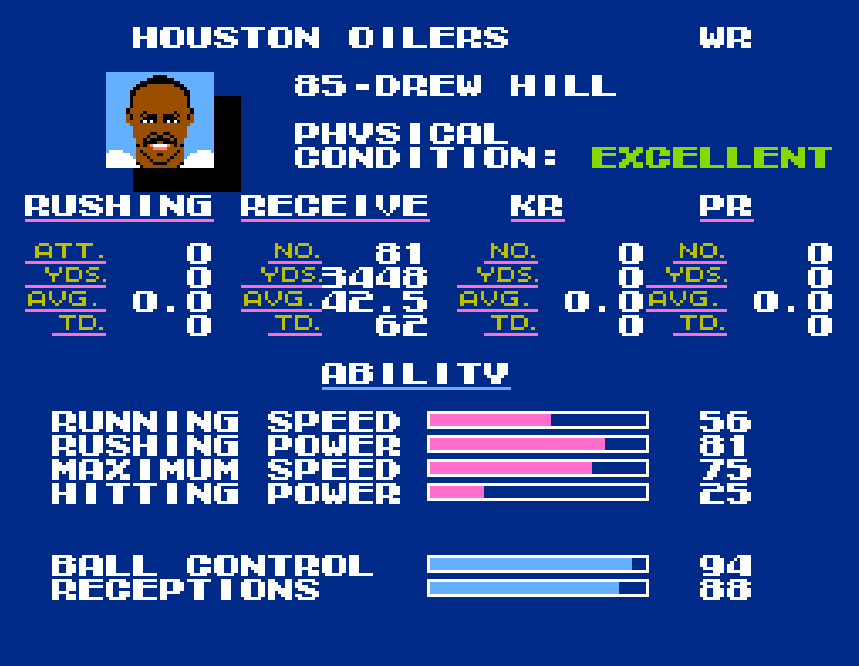 HOUSTON OILERS WR
85-DREW HILL
PHYSICAL
CONDITION: EXCELLENT
RUSHING RECEIVE KR PR
ATT. 0 NO. 81 NO. 0 NO. 0
YDS. 0 YDS. 3448 YDS. 0 YDS. 0
AVG. 0.0 AVG. 42.5 AVG. 0.0 AVG. 0.0
TD. 0 TD. 62 TD. 0 TD. 0
ABILITY
RUNNING SPEED 56
RUSHING POWER 81
MAXIMUM SPEED 75
HITTING POWER 25
BALL CONTROL 94
RECEPTIONS 88